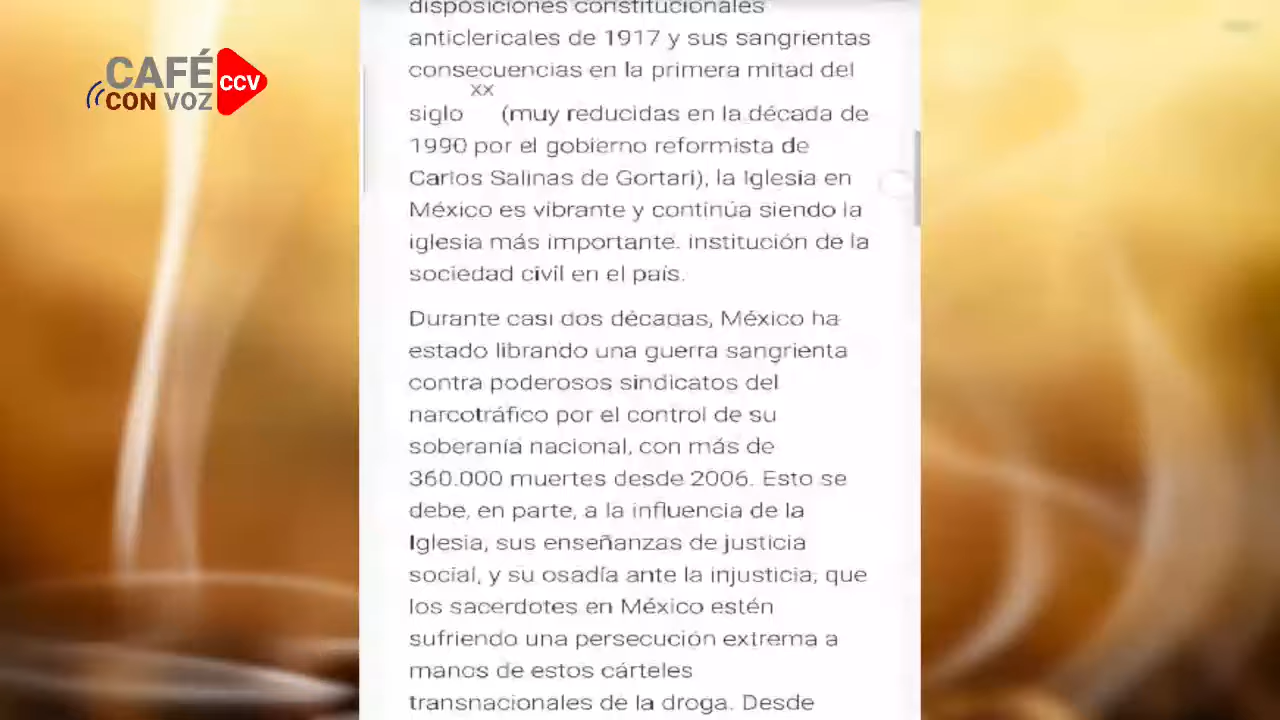 CAFÉ
CON VOZ
CCV
disposiciones constitucionales
anticlericales de 1917 y sus sangrientas
consecuencias en la primera mitad del
siglo xx (muy reducidas en la década de
1990 por el gobierno reformista de
Carlos Salinas de Gortari), la Iglesia en
México es vibrante y continúa siendo la
iglesia más importante. institución de la
sociedad civil en el país.
Durante casi dos décadas, México ha
estado librando una guerra sangrienta
contra poderosos sindicatos del
narcotráfico por el control de su
soberanía nacional, con más de
360.000 muertes desde 2006. Esto se
debe, en parte, a la influencia de la
Iglesia, sus enseñanzas de justicia
social, y su osadía ante la injusticia, que
los sacerdotes en México estén
sufriendo una persecución extrema a
manos de estos cárteles
transnacionales de la droga. Desde